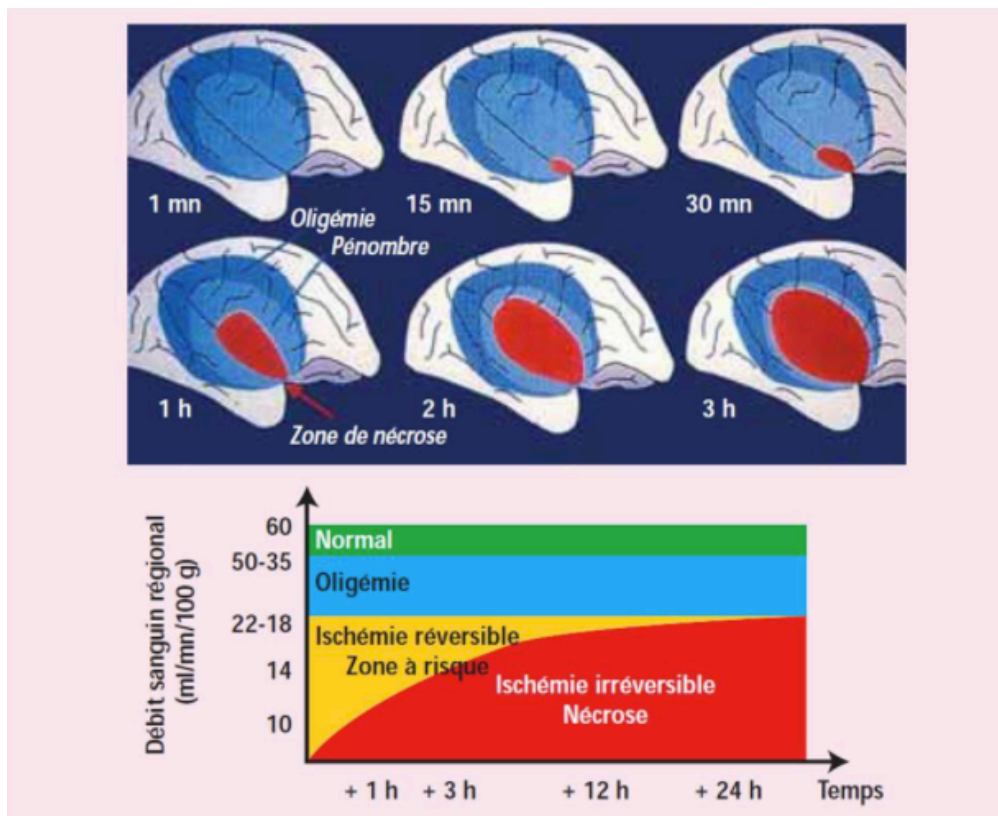 1 mn
15 mn
30 mn
Oligémie
Pénombre
1 h
2 h
3 h
Zone de nécrose
Débit sanguin régional
(ml/mn/100 g)
60
50-35
22-18
14
10
Normal
Oligémie
Ischémie réversible
Zone à risque
Ischémie irréversible
Nécrose
+ 1 h
+ 3 h
+ 12 h
+ 24 h
Temps